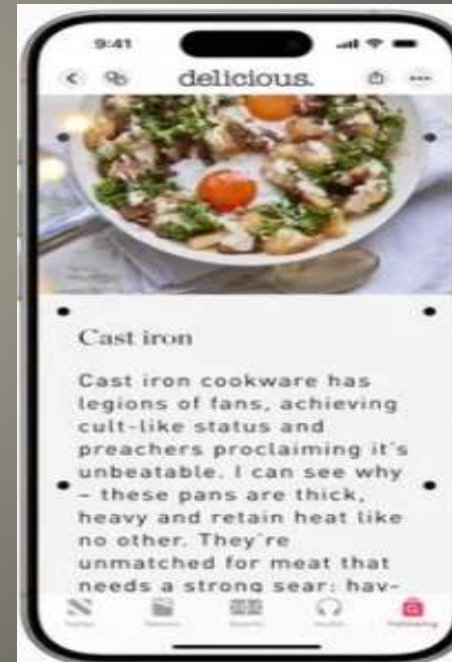 9:41
delicious.
Cast iron
Cast iron cookware has
legions of fans, achieving
cult-like status and
preachers proclaiming it's
unbeatable. I can see why
– these pans are thick,
heavy and retain heat like
no other. They're
unmatched for meat that
needs a strong sear; hav-
Following